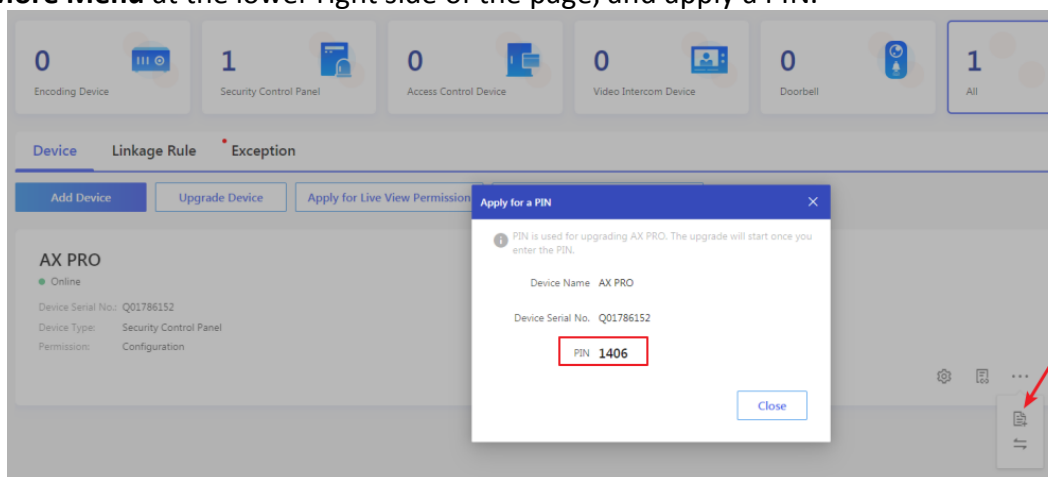 More Menu at the lower right side of the page, and apply a PIN.
0
Encoding Device
1
Security Control Panel
0
Access Control Device
0
Video Intercom Device
0
Doorbell
1
All
Device
Linkage Rule
Exception
Add Device
Upgrade Device
Apply for Live View Permission
AX PRO
Online
Device Serial No.: Q01786152
Device Type: Security Control Panel
Permission: Configuration
Apply for a PIN
PIN is used for upgrading AX PRO. The upgrade will start once you
enter the PIN.
Device Name AX PRO
Device Serial No. Q01786152
PIN 1406
Close